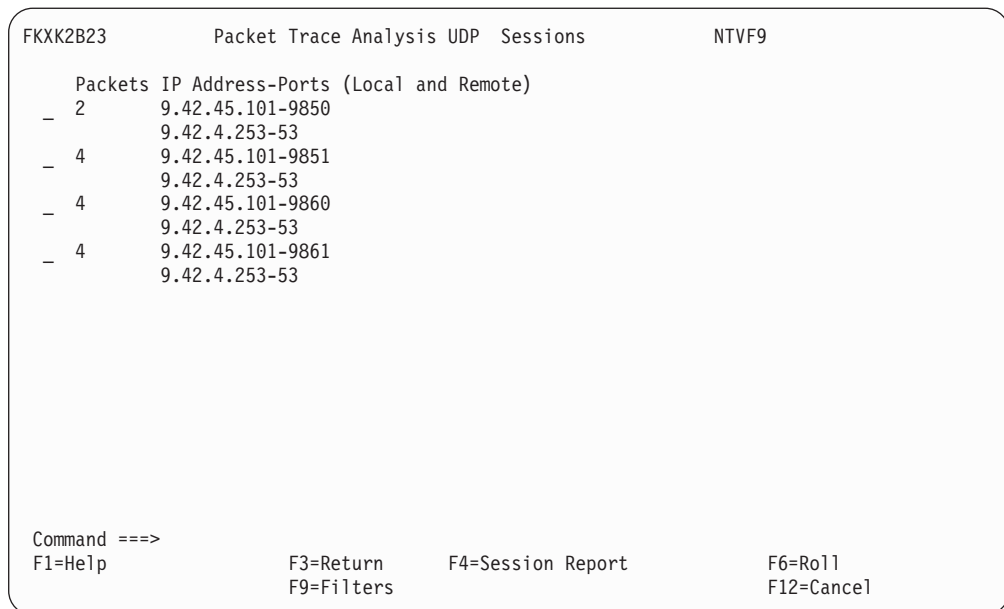 FKXK2B23 Packet Trace Analysis UDP Sessions NTVF9
Packets IP Address-Ports (Local and Remote)
_ 2 9.42.45.101-9850
9.42.4.253-53
_ 4 9.42.45.101-9851
9.42.4.253-53
_ 4 9.42.45.101-9860
9.42.4.253-53
_ 4 9.42.45.101-9861
9.42.4.253-53
Command ===>
F1=Help F3=Return F4=Session Report F6=Roll
F9=Filters F12=Cancel